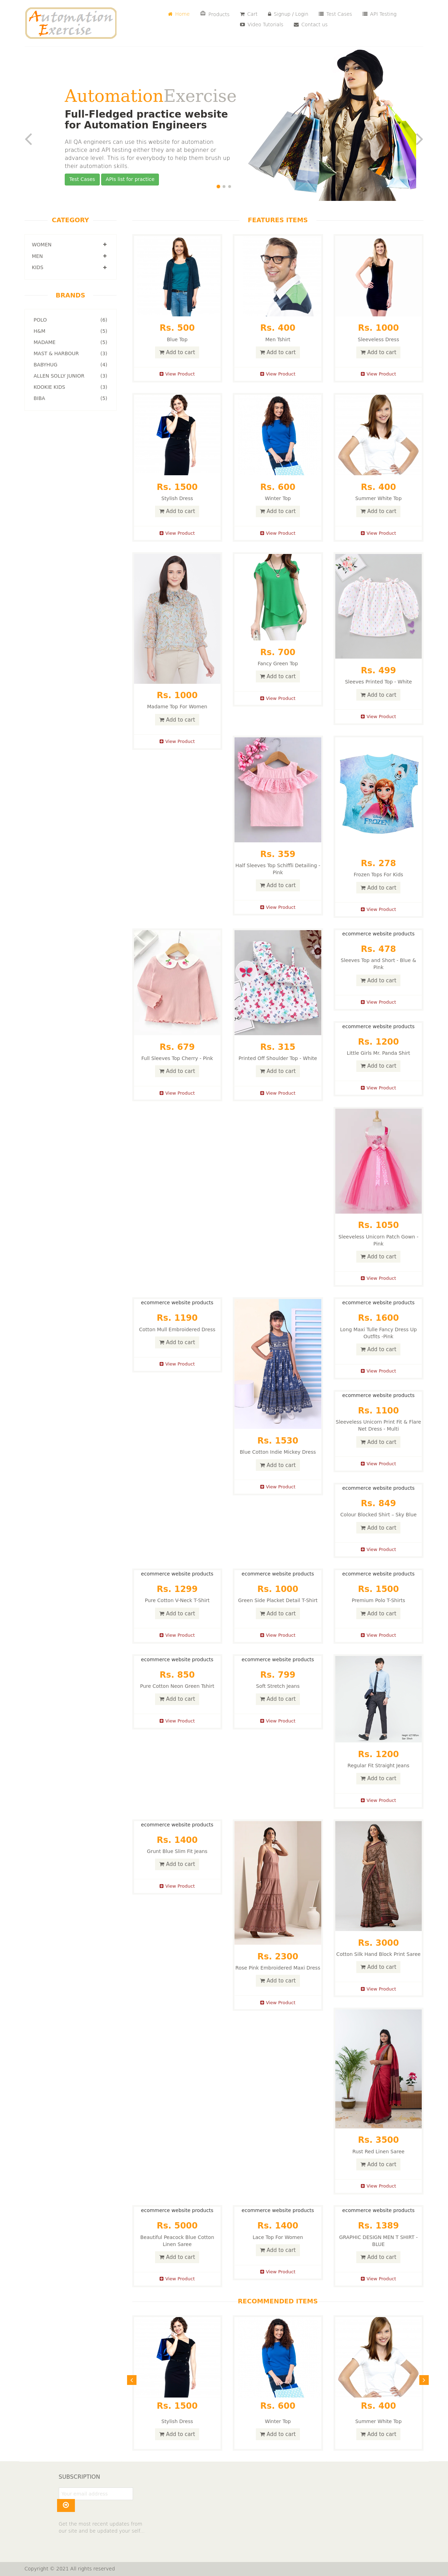 Automation
Exercise
Home
Products
Cart
Signup / Login
Test Cases
API Testing
Video Tutorials
Contact us
AutomationExercise
Full-Fledged practice website
for Automation Engineers
All QA engineers can use this website for automation
practice and API testing either they are at beginner or
advance level. This is for everybody to help them brush up
their automation skills.
Test Cases
APIs list for practice
CATEGORY
WOMEN
MEN
KIDS
BRANDS
POLO (6)
H&M (5)
MADAME (5)
MAST & HARBOUR (3)
BABYHUG (4)
ALLEN SOLLY JUNIOR (3)
KOOKIE KIDS (3)
BIBA (5)
FEATURES ITEMS
Rs. 500
Blue Top
Add to cart
View Product
Rs. 400
Men Tshirt
Add to cart
View Product
Rs. 1000
Sleeveless Dress
Add to cart
View Product
Rs. 1500
Stylish Dress
Add to cart
View Product
Rs. 600
Winter Top
Add to cart
View Product
Rs. 400
Summer White Top
Add to cart
View Product
Rs. 1000
Madame Top For Women
Add to cart
View Product
Rs. 700
Fancy Green Top
Add to cart
View Product
Rs. 499
Sleeves Printed Top - White
Add to cart
View Product
Rs. 359
Half Sleeves Top Schiffli Detailing -
Pink
Add to cart
View Product
FROZEN
Rs. 278
Frozen Tops For Kids
Add to cart
View Product
Rs. 679
Full Sleeves Top Cherry - Pink
Add to cart
View Product
Rs. 315
Printed Off Shoulder Top - White
Add to cart
View Product
ecommerce website products
Rs. 478
Sleeves Top and Short - Blue &
Pink
Add to cart
View Product
ecommerce website products
Rs. 1200
Little Girls Mr. Panda Shirt
Add to cart
View Product
Rs. 1050
Sleeveless Unicorn Patch Gown -
Pink
Add to cart
View Product
ecommerce website products
Rs. 1190
Cotton Mull Embroidered Dress
Add to cart
View Product
Rs. 1530
Blue Cotton Indie Mickey Dress
Add to cart
View Product
ecommerce website products
Rs. 1600
Long Maxi Tulle Fancy Dress Up
Outfits -Pink
Add to cart
View Product
ecommerce website products
Rs. 1100
Sleeveless Unicorn Print Fit & Flare
Net Dress - Multi
Add to cart
View Product
ecommerce website products
Rs. 849
Colour Blocked Shirt – Sky Blue
Add to cart
View Product
ecommerce website products
Rs. 1299
Pure Cotton V-Neck T-Shirt
Add to cart
View Product
ecommerce website products
Rs. 1000
Green Side Placket Detail T-Shirt
Add to cart
View Product
ecommerce website products
Rs. 1500
Premium Polo T-Shirts
Add to cart
View Product
ecommerce website products
Rs. 850
Pure Cotton Neon Green Tshirt
Add to cart
View Product
ecommerce website products
Rs. 799
Soft Stretch Jeans
Add to cart
View Product
Rs. 1200
Regular Fit Straight Jeans
Add to cart
View Product
ecommerce website products
Rs. 1400
Grunt Blue Slim Fit Jeans
Add to cart
View Product
Rs. 2300
Rose Pink Embroidered Maxi Dress
Add to cart
View Product
Rs. 3000
Cotton Silk Hand Block Print Saree
Add to cart
View Product
Rs. 3500
Rust Red Linen Saree
Add to cart
View Product
ecommerce website products
Rs. 5000
Beautiful Peacock Blue Cotton
Linen Saree
Add to cart
View Product
ecommerce website products
Rs. 1400
Lace Top For Women
Add to cart
View Product
ecommerce website products
Rs. 1389
GRAPHIC DESIGN MEN T SHIRT -
BLUE
Add to cart
View Product
RECOMMENDED ITEMS
Rs. 1500
Stylish Dress
Add to cart
Rs. 600
Winter Top
Add to cart
Rs. 400
Summer White Top
Add to cart
SUBSCRIPTION
Your email address
Get the most recent updates from
our site and be updated your self...
Copyright © 2021 All rights reserved